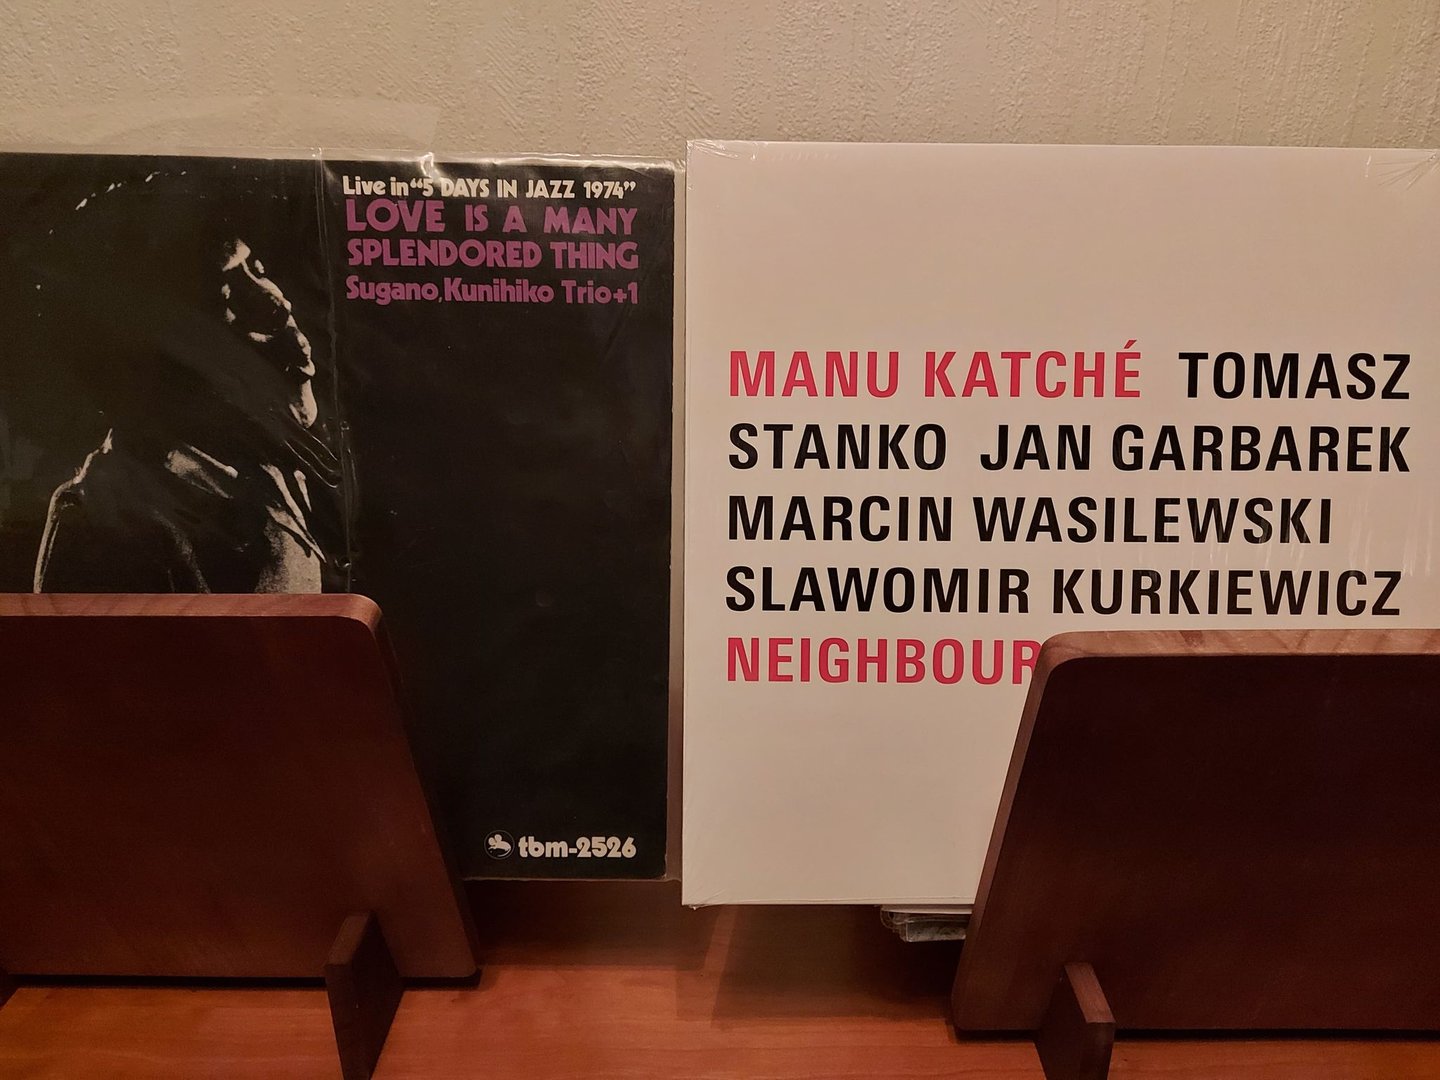 Live in "5 DAYS IN JAZZ 1974"
LOVE IS A MANY
SPLENDORED THING
Sugano, Kunihiko Trio+1
tbm-2526
MANU KATCHÉ TOMASZ
STANKO JAN GARBAREK
MARCIN WASILEWSKI
SLAWOMIR KURKIEWICZ
NEIGHBOUR